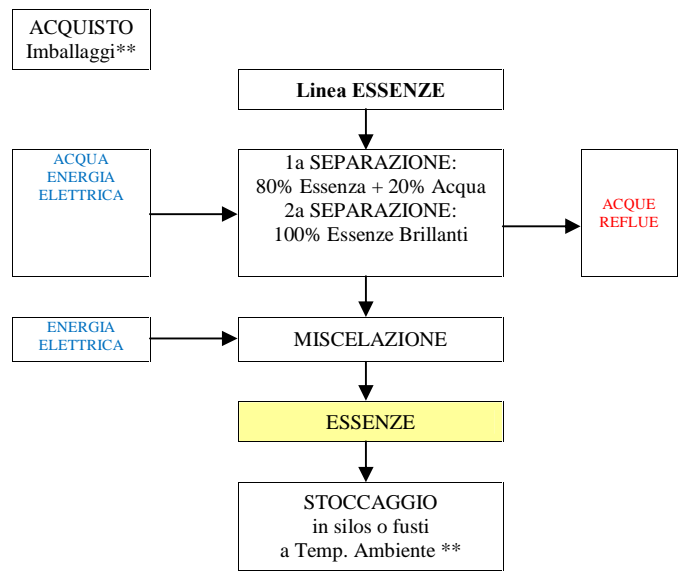 ACQUISTO
Imballaggi**
Linea ESSENZE
ACQUA
ENERGIA
ELETTRICA
1a SEPARAZIONE:
80% Essenza + 20% Acqua
2a SEPARAZIONE:
100% Essenze Brillanti
ACQUE
REFLUE
ENERGIA
ELETTRICA
MISCELAZIONE
ESSENZE
STOCCAGGIO
in silos o fusti
a Temp. Ambiente **